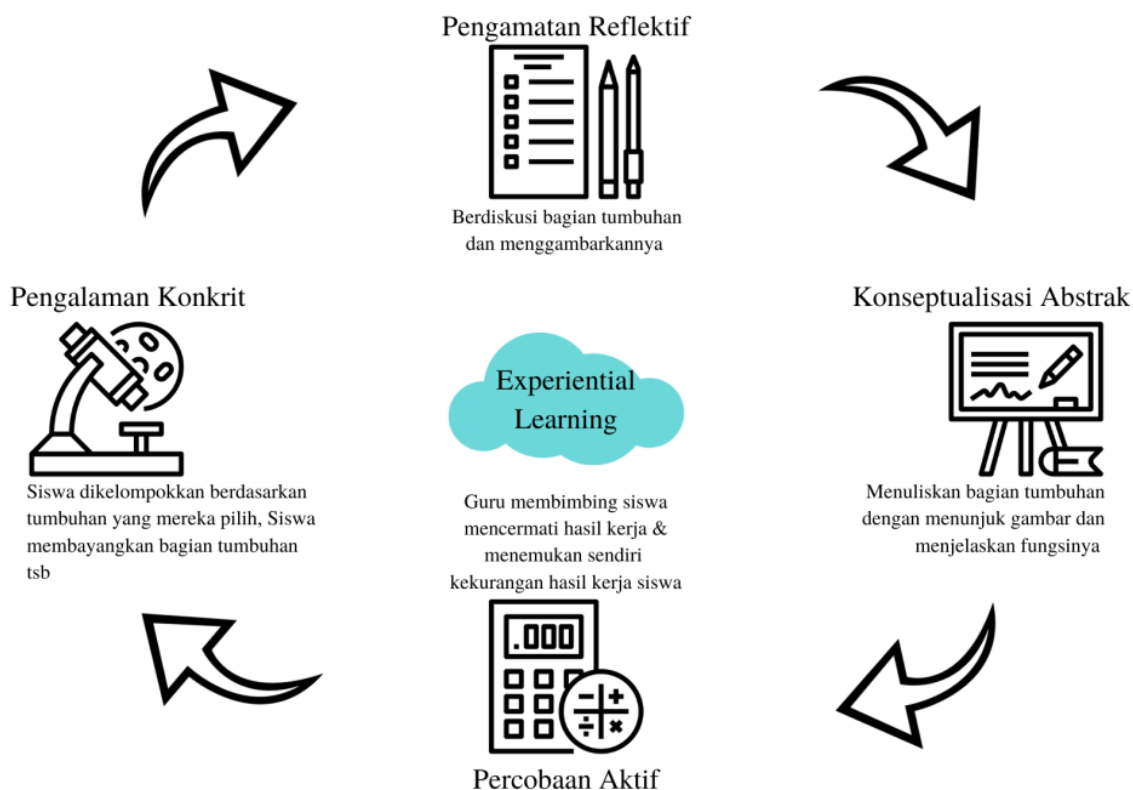 Pengamatan Reflektif
Berdiskusi bagian tumbuhan
dan menggambarkannya
Pengalaman Konkrit
Siswa dikelompokkan berdasarkan
tumbuhan yang mereka pilih, Siswa
membayangkan bagian tumbuhan
tsb
Experiential
Learning
Konseptualisasi Abstrak
Menuliskan bagian tumbuhan
dengan menunjuk gambar dan
menjelaskan fungsinya
Guru membimbing siswa
mencermati hasil kerja &
menemukan sendiri
kekurangan hasil kerja siswa
.000
Percobaan Aktif